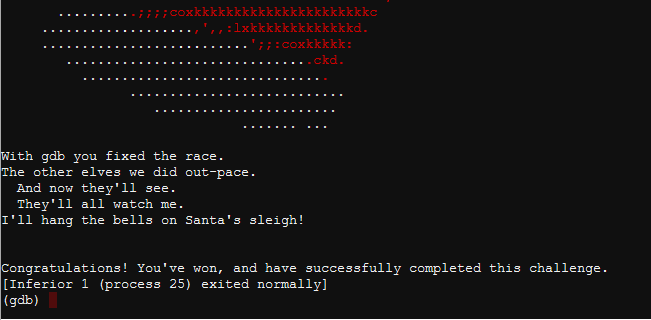 ..........;;;;coxkkkkkkkkkkkkkkkkkkkkkkc
...................,',,:lxkkkkkkkkkkkkkd.
..........................';;:coxkkkkk:
...............................ckd.
...............................
...........................
.......................
....... ...
With gdb you fixed the race.
The other elves we did out-pace.
  And now they'll see.
  They'll all watch me.
I'll hang the bells on Santa's sleigh!
Congratulations! You've won, and have successfully completed this challenge.
[Inferior 1 (process 25) exited normally]
(gdb)